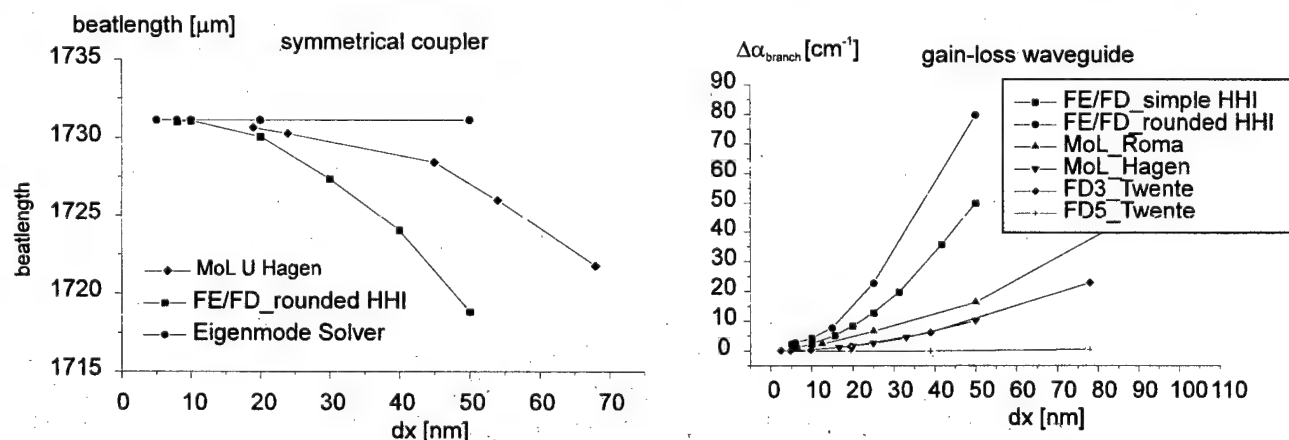 beatlength [μm]
symmetrical coupler
1735
1730
1725
1720
1715
beatlength
MoL U Hagen
FE/FD_rounded HHI
Eigenmode Solver
0 10 20 30 40 50 60 70
dx [nm]
Δα_branch [cm⁻¹]
gain-loss waveguide
90
80
70
60
50
40
30
20
10
0
FE/FD_simple HHI
FE/FD_rounded HHI
MoL_Roma
MoL_Hagen
FD3_Twente
FD5_Twente
0 10 20 30 40 50 60 70 80 90 100 110
dx [nm]